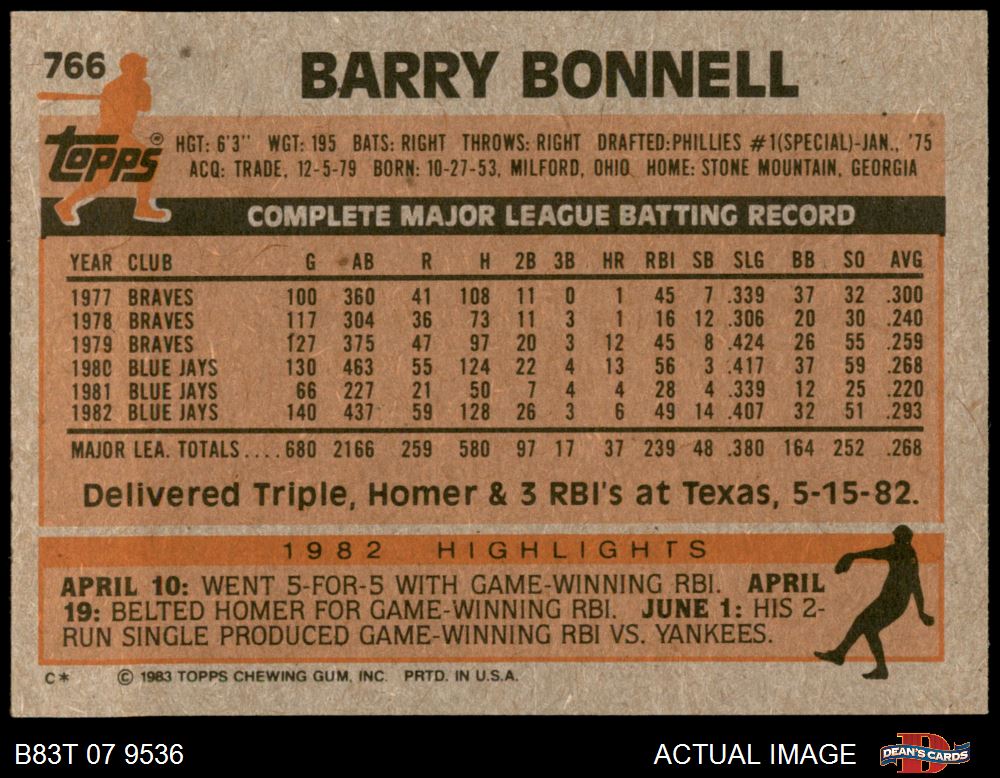 766
BARRY BONNELL
topps®
HGT: 6'3" WGT: 195 BATS: RIGHT THROWS: RIGHT DRAFTED:PHILLIES #1(SPECIAL)-JAN., '75
ACQ: TRADE, 12-5-79 BORN: 10-27-53, MILFORD, OHIO HOME: STONE MOUNTAIN, GEORGIA
COMPLETE MAJOR LEAGUE BATTING RECORD
YEAR CLUB G AB R H 2B 3B HR RBI SB SLG BB SO AVG
1977 BRAVES 100 360 41 108 11 0 1 45 7 .339 37 32 .300
1978 BRAVES 117 304 36 73 11 3 1 16 12 .306 20 30 .240
1979 BRAVES 127 375 47 97 20 3 12 45 8 .424 26 55 .259
1980 BLUE JAYS 130 463 55 124 22 4 13 56 3 .417 37 59 .268
1981 BLUE JAYS 66 227 21 50 7 4 4 28 4 .339 12 25 .220
1982 BLUE JAYS 140 437 59 128 26 3 6 49 14 .407 32 51 .293
MAJOR LEA. TOTALS....680 2166 259 580 97 17 37 239 48 .380 164 252 .268
Delivered Triple, Homer & 3 RBI's at Texas, 5-15-82.
1982 HIGHLIGHTS
APRIL 10: WENT 5-FOR-5 WITH GAME-WINNING RBI. APRIL
19: BELTED HOMER FOR GAME-WINNING RBI. JUNE 1: HIS 2-
RUN SINGLE PRODUCED GAME-WINNING RBI VS. YANKEES.
C* © 1983 TOPPS CHEWING GUM, INC. PRTD. IN U.S.A.
B83T 07 9536 ACTUAL IMAGE
D
DEAN'S CARDS